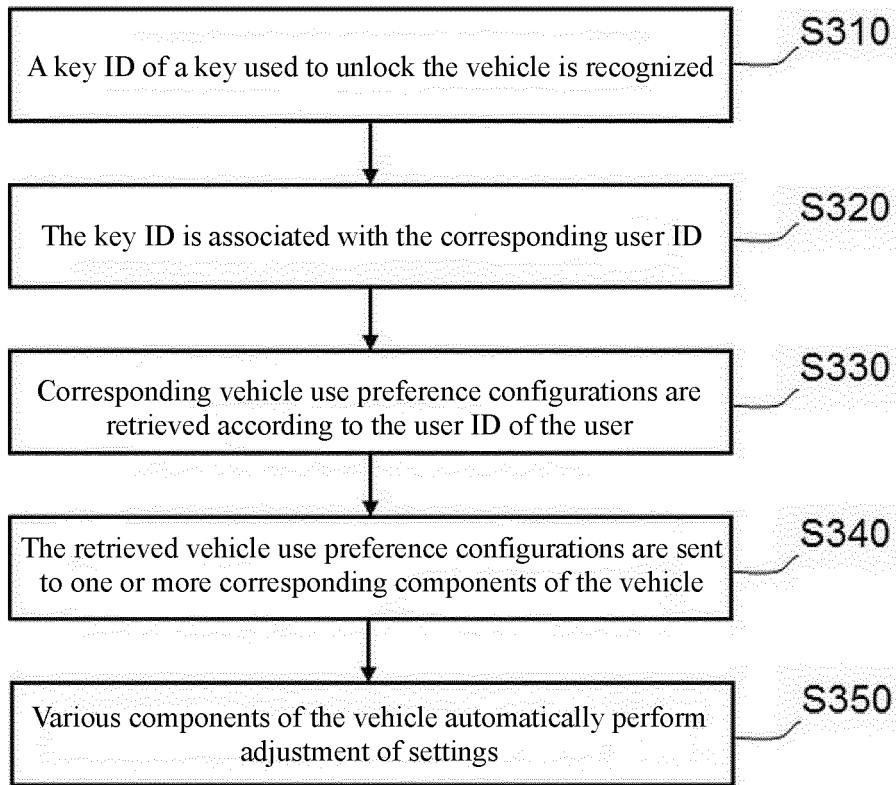 S310
A key ID of a key used to unlock the vehicle is recognized
S320
The key ID is associated with the corresponding user ID
S330
Corresponding vehicle use preference configurations are
retrieved according to the user ID of the user
S340
The retrieved vehicle use preference configurations are sent
to one or more corresponding components of the vehicle
S350
Various components of the vehicle automatically perform
adjustment of settings